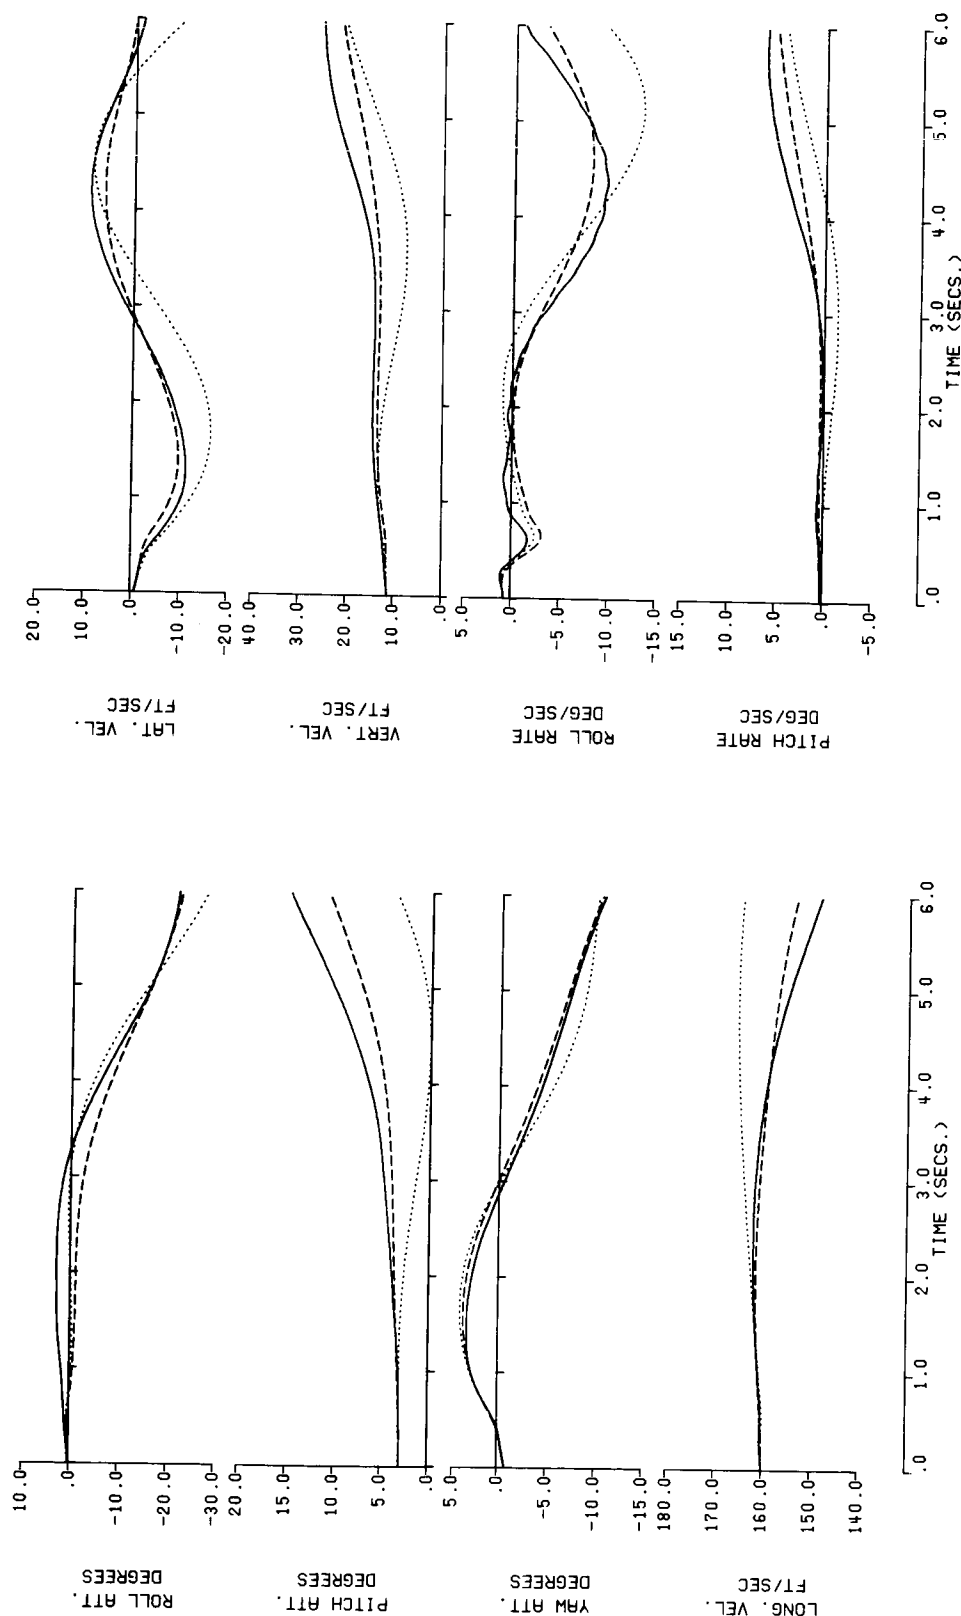 ROLL ATT.
DEGREES
10.0
.0
-10.0
-20.0
-30.0
PITCH ATT.
DEGREES
20.0
15.0
10.0
5.0
.0
YAW ATT.
DEGREES
5.0
.0
-5.0
-10.0
-15.0
LONG. VEL.
FT/SEC
180.0
170.0
160.0
150.0
140.0
.0 1.0 2.0 3.0 4.0 5.0 6.0
TIME (SECS.)
LAT. VEL.
FT/SEC
20.0
10.0
.0
-10.0
-20.0
VERT. VEL.
FT/SEC
40.0
30.0
20.0
10.0
.0
ROLL RATE
DEG/SEC
5.0
.0
-5.0
-10.0
-15.0
PITCH RATE
DEG/SEC
15.0
10.0
5.0
.0
-5.0
.0 1.0 2.0 3.0 4.0 5.0 6.0
TIME (SECS.)